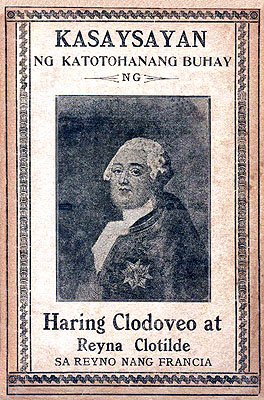 KASAYSAYAN
NG KATOTOHANANG BUHAY
NG
Haring Clodoveo at
Reyna Clotilde
SA REYNO NANG FRANCIA